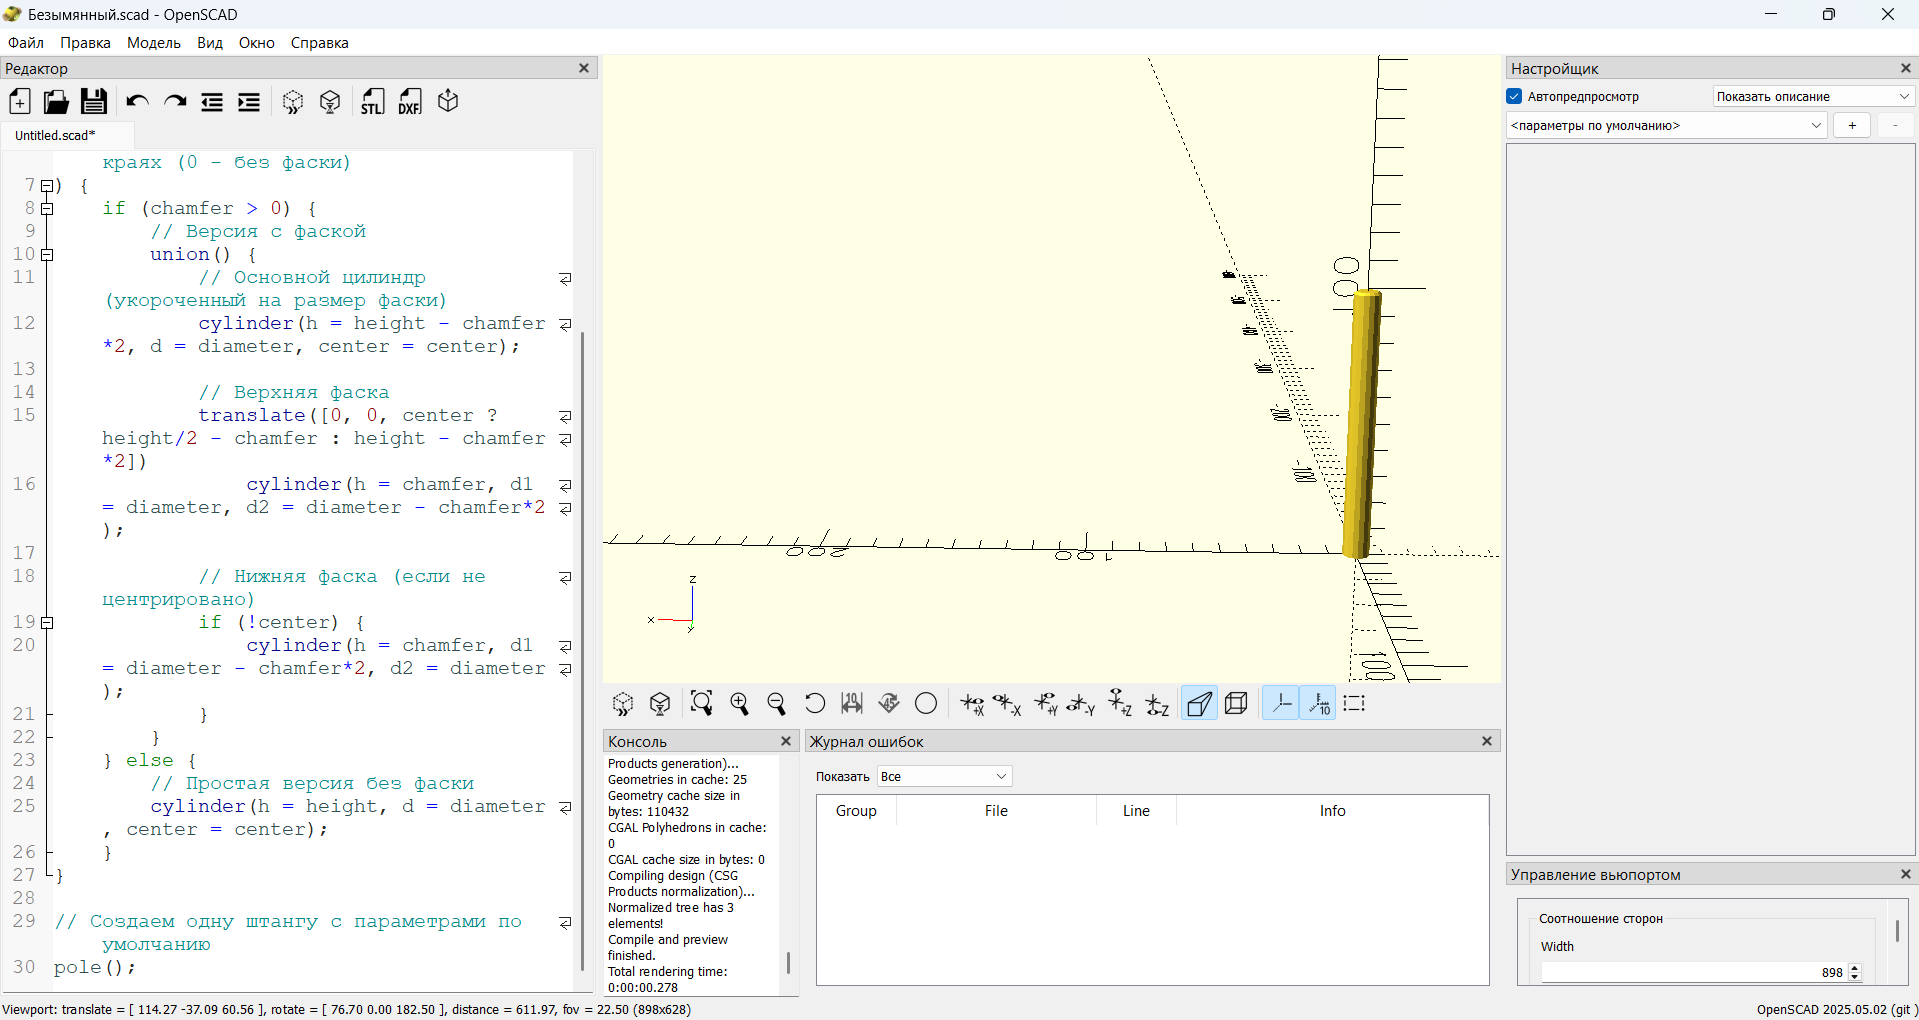 Безымянный.scad - OpenSCAD
Файл Правка Модель Вид Окно Справка
Редактор
STL DXF
Untitled.scad*
краях (0 - без фаски)
7 ) {
8 if (chamfer > 0) {
9 // Версия с фаской
10 union() {
11 // Основной цилиндр
(укороченный на размер фаски)
12 cylinder(h = height - chamfer
*2, d = diameter, center = center);
13
14 // Верхняя фаска
15 translate([0, 0, center ?
height/2 - chamfer : height - chamfer
*2])
16 cylinder(h = chamfer, d1
= diameter, d2 = diameter - chamfer*2
);
17
18 // Нижняя фаска (если не
центрировано)
19 if (!center) {
20 cylinder(h = chamfer, d1
= diameter - chamfer*2, d2 = diameter
);
21 }
22 }
23 } else {
24 // Простая версия без фаски
25 cylinder(h = height, d = diameter
, center = center);
26 }
27 }
28
29 // Создаем одну штангу с параметрами по
умолчанию
30 pole();
100
200
100
z
x
y
10 45 +X -X +Y -Y +Z -Z 10
Консоль
Products generation)...
Geometries in cache: 25
Geometry cache size in
bytes: 110432
CGAL Polyhedrons in cache:
0
CGAL cache size in bytes: 0
Compiling design (CSG
Products normalization)...
Normalized tree has 3
elements!
Compile and preview
finished.
Total rendering time:
0:00:00.278
Журнал ошибок
Показать Все
Group File Line Info
Настройщик
Автопредпросмотр Показать описание
<параметры по умолчанию> + -
Управление вьюпортом
Соотношение сторон
Width
898
Viewport: translate = [ 114.27 -37.09 60.56 ], rotate = [ 76.70 0.00 182.50 ], distance = 611.97, fov = 22.50 (898x628)
OpenSCAD 2025.05.02 (git )